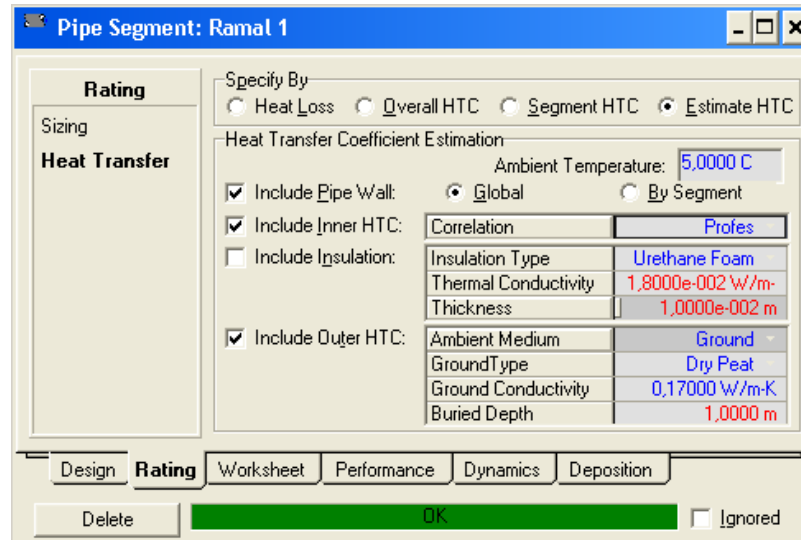 Pipe Segment: Ramal 1
Rating
Sizing
Heat Transfer
Specify By
Heat Loss Overall HTC Segment HTC Estimate HTC
Heat Transfer Coefficient Estimation
Ambient Temperature: 5,0000 C
Include Pipe Wall: Global By Segment
Include Inner HTC: Correlation Profes
Include Insulation: Insulation Type Urethane Foam
Thermal Conductivity 1,8000e-002 W/m-
Thickness 1,0000e-002 m
Include Outer HTC: Ambient Medium Ground
GroundType Dry Peat
Ground Conductivity 0,17000 W/m-K
Buried Depth 1,0000 m
Design Rating Worksheet Performance Dynamics Deposition
Delete OK Ignored